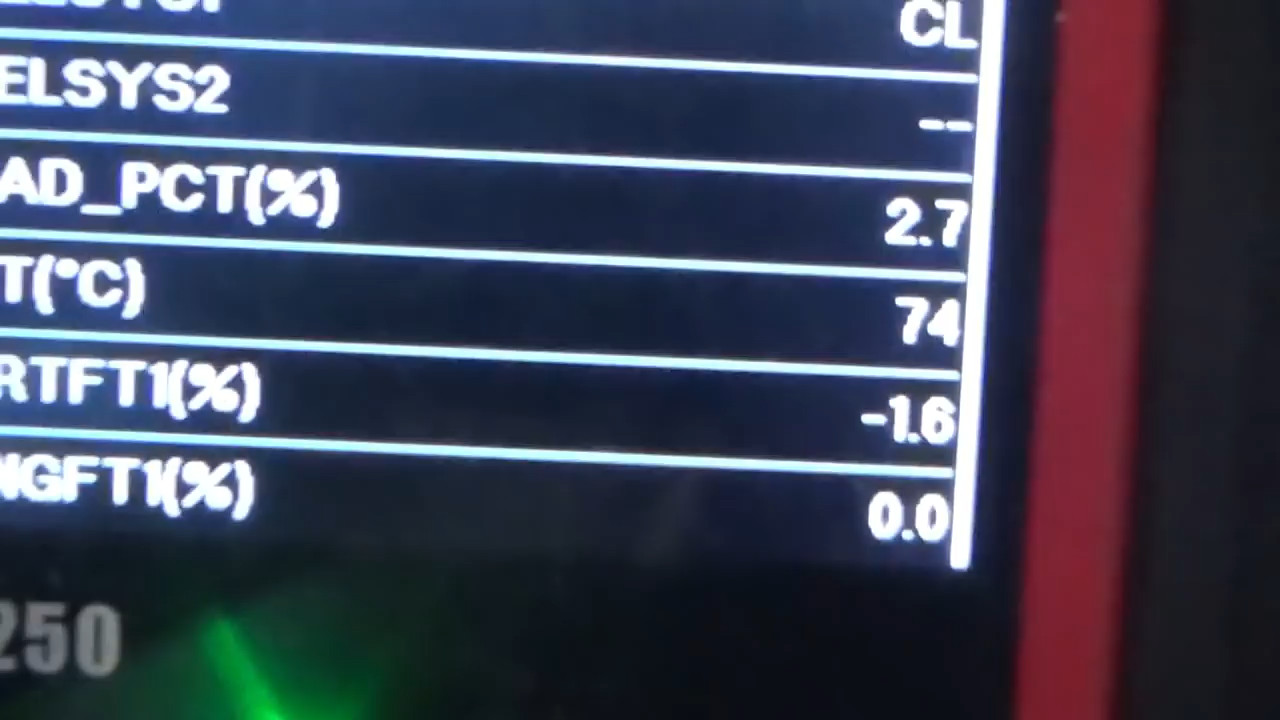 CL
ELSYS2 --
AD_PCT(%) 2.7
T(°C) 74
RTFT1(%) -1.6
NGFT1(%) 0.0
250